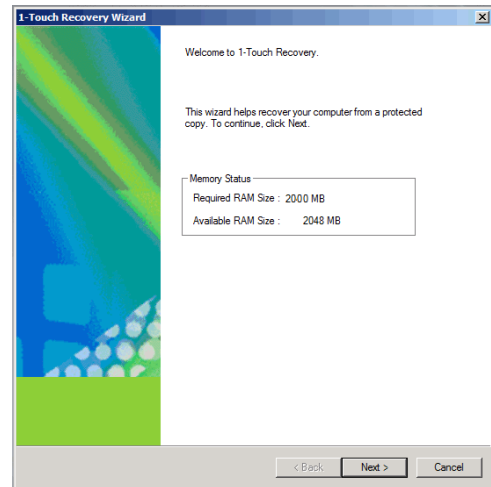 1-Touch Recovery Wizard
Welcome to 1-Touch Recovery.
This wizard helps recover your computer from a protected
copy. To continue, click Next.
Memory Status
Required RAM Size : 2000 MB
Available RAM Size : 2048 MB
< Back Next > Cancel